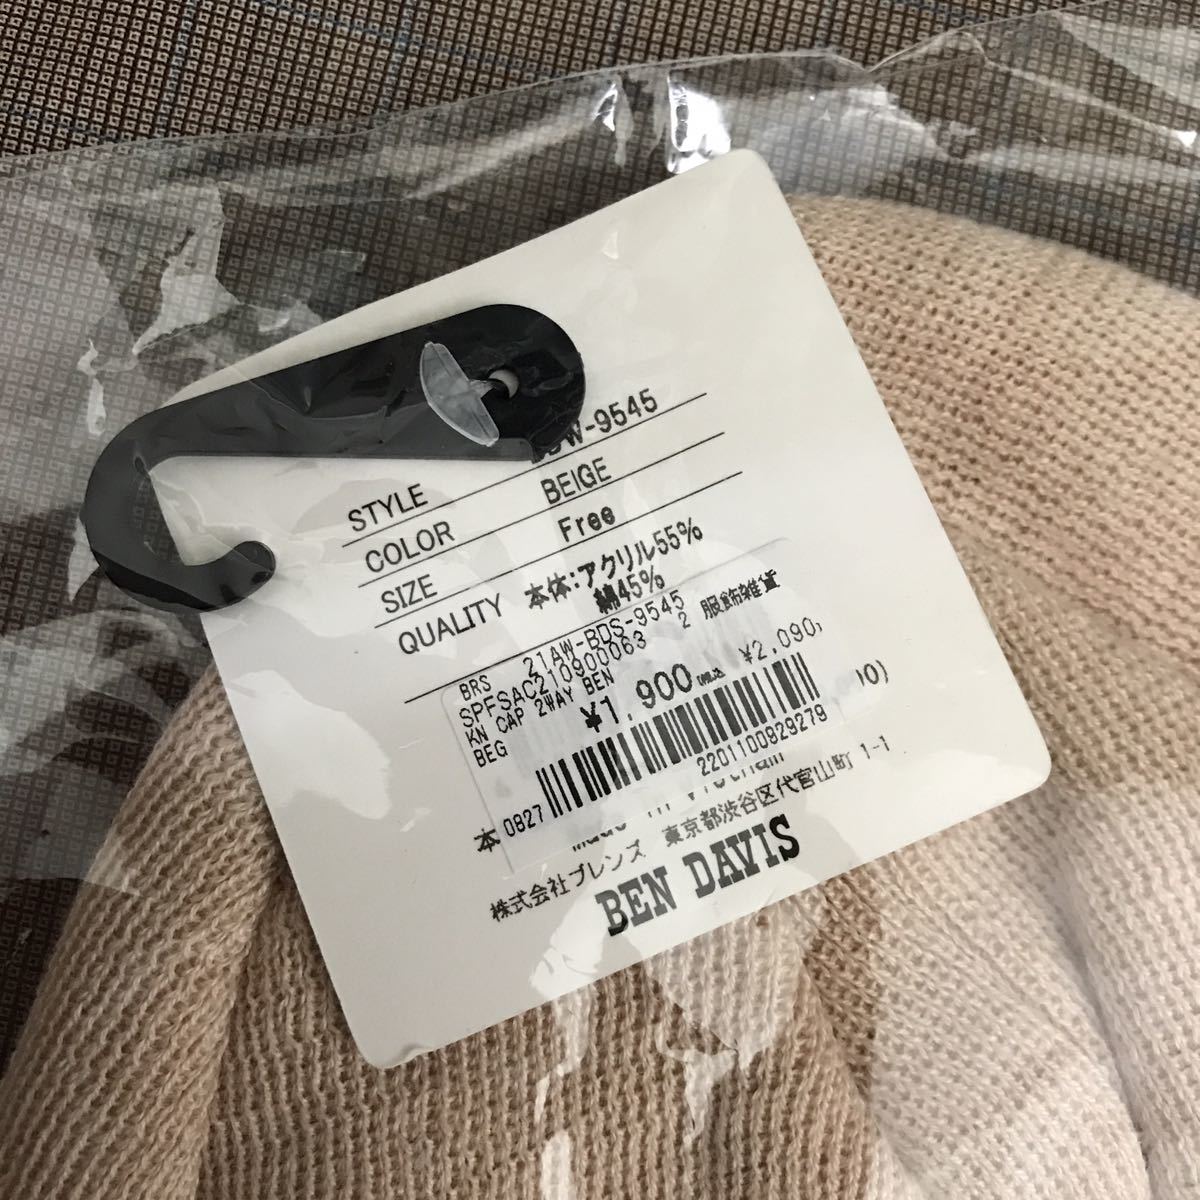 STYLE W-9545
COLOR BEIGE
SIZE Free
QUALITY 本体:アクリル55%
綿45%
BRS 21AW-BDS-9545
SPFSAC210900063 2 服飾雑貨
KN CAP 2WAY BEN
BEG ¥1,900 ¥2,090
0827 2201100829279
本
株式会社ブレンズ 東京都渋谷区代官山町 1-1
BEN DAVIS